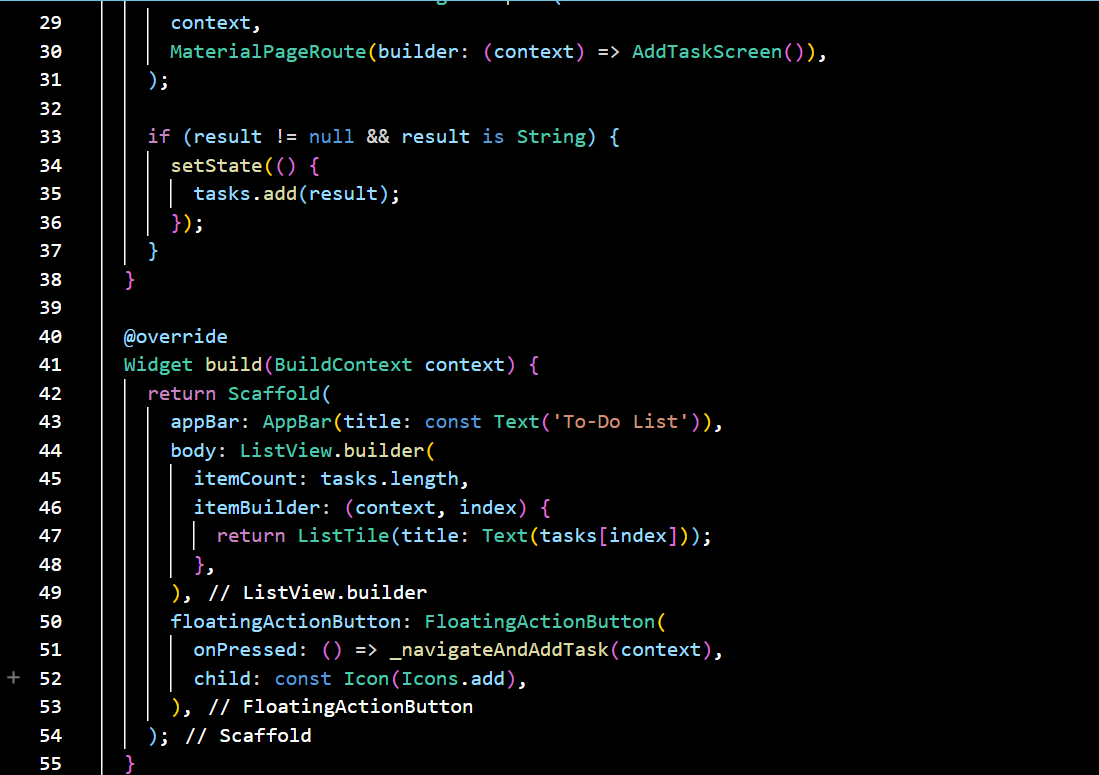 29 context,
30 MaterialPageRoute(builder: (context) => AddTaskScreen()),
31 );
32
33 if (result != null && result is String) {
34 setState(() {
35 tasks.add(result);
36 });
37 }
38 }
39
40 @override
41 Widget build(BuildContext context) {
42 return Scaffold(
43 appBar: AppBar(title: const Text('To-Do List')),
44 body: ListView.builder(
45 itemCount: tasks.length,
46 itemBuilder: (context, index) {
47 return ListTile(title: Text(tasks[index]));
48 },
49 ), // ListView.builder
50 floatingActionButton: FloatingActionButton(
51 onPressed: () => _navigateAndAddTask(context),
+ 52 child: const Icon(Icons.add),
53 ), // FloatingActionButton
54 ); // Scaffold
55 }